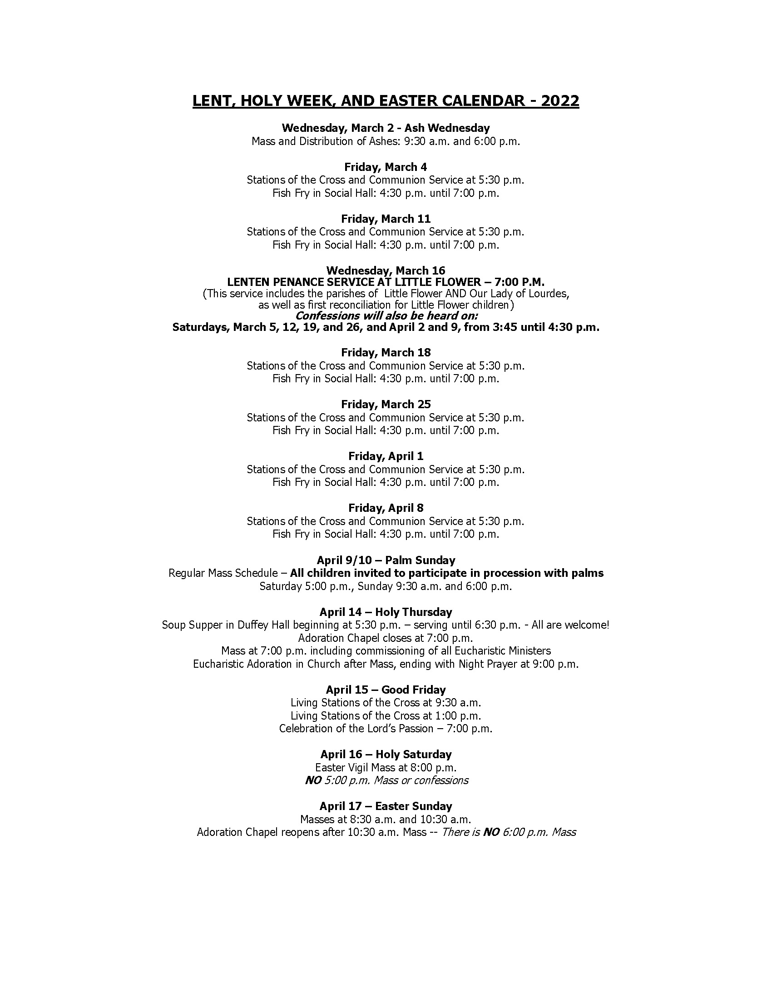 LENT, HOLY WEEK, AND EASTER CALENDAR - 2022
Wednesday, March 2 - Ash Wednesday
Mass and Distribution of Ashes: 9:30 a.m. and 6:00 p.m.
Friday, March 4
Stations of the Cross and Communion Service at 5:30 p.m.
Fish Fry in Social Hall: 4:30 p.m. until 7:00 p.m.
Friday, March 11
Stations of the Cross and Communion Service at 5:30 p.m.
Fish Fry in Social Hall: 4:30 p.m. until 7:00 p.m.
Wednesday, March 16
LENTEN PENANCE SERVICE AT LITTLE FLOWER – 7:00 P.M.
(This service includes the parishes of Little Flower AND Our Lady of Lourdes,
as well as first reconciliation for Little Flower children)
Confessions will also be heard on:
Saturdays, March 5, 12, 19, and 26, and April 2 and 9, from 3:45 until 4:30 p.m.
Friday, March 18
Stations of the Cross and Communion Service at 5:30 p.m.
Fish Fry in Social Hall: 4:30 p.m. until 7:00 p.m.
Friday, March 25
Stations of the Cross and Communion Service at 5:30 p.m.
Fish Fry in Social Hall: 4:30 p.m. until 7:00 p.m.
Friday, April 1
Stations of the Cross and Communion Service at 5:30 p.m.
Fish Fry in Social Hall: 4:30 p.m. until 7:00 p.m.
Friday, April 8
Stations of the Cross and Communion Service at 5:30 p.m.
Fish Fry in Social Hall: 4:30 p.m. until 7:00 p.m.
April 9/10 – Palm Sunday
Regular Mass Schedule – All children invited to participate in procession with palms
Saturday 5:00 p.m., Sunday 9:30 a.m. and 6:00 p.m.
April 14 – Holy Thursday
Soup Supper in Duffey Hall beginning at 5:30 p.m. – serving until 6:30 p.m. - All are welcome!
Adoration Chapel closes at 7:00 p.m.
Mass at 7:00 p.m. including commissioning of all Eucharistic Ministers
Eucharistic Adoration in Church after Mass, ending with Night Prayer at 9:00 p.m.
April 15 – Good Friday
Living Stations of the Cross at 9:30 a.m.
Living Stations of the Cross at 1:00 p.m.
Celebration of the Lord’s Passion – 7:00 p.m.
April 16 – Holy Saturday
Easter Vigil Mass at 8:00 p.m.
NO 5:00 p.m. Mass or confessions
April 17 – Easter Sunday
Masses at 8:30 a.m. and 10:30 a.m.
Adoration Chapel reopens after 10:30 a.m. Mass -- There is NO 6:00 p.m. Mass